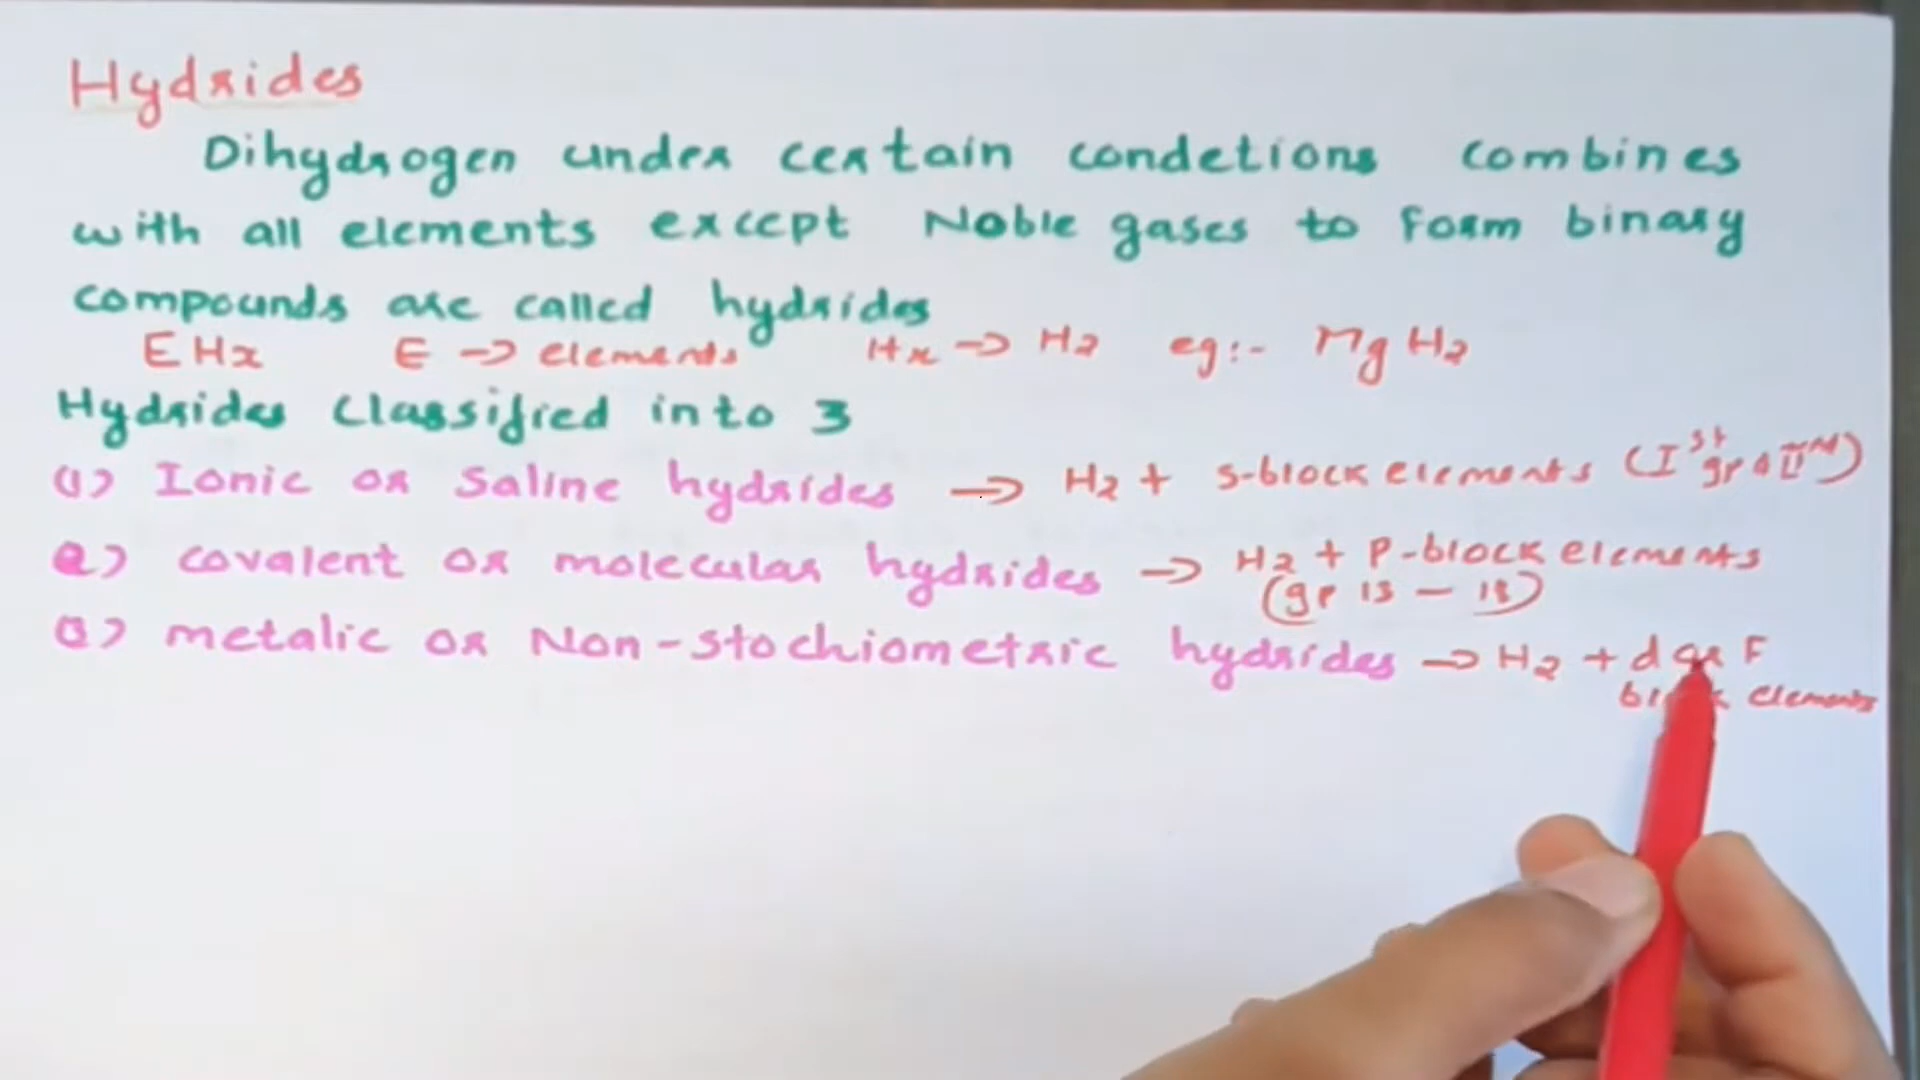 Hydrides
Dihydrogen under certain condetions combines
with all elements except Noble gases to form binary
compounds are called hydrides
EHx E → elements Hx → H2 eg:- MgH2
Hydrides classified into 3
(1) Ionic or Saline hydrides → H2 + s-block elements (Ist gr & IInd)
(2) covalent or molecular hydrides → H2 + P-block elements
(gp 13 - 18)
(3) metalic or Non-stochiometric hydrides → H2 + d or F
block elements